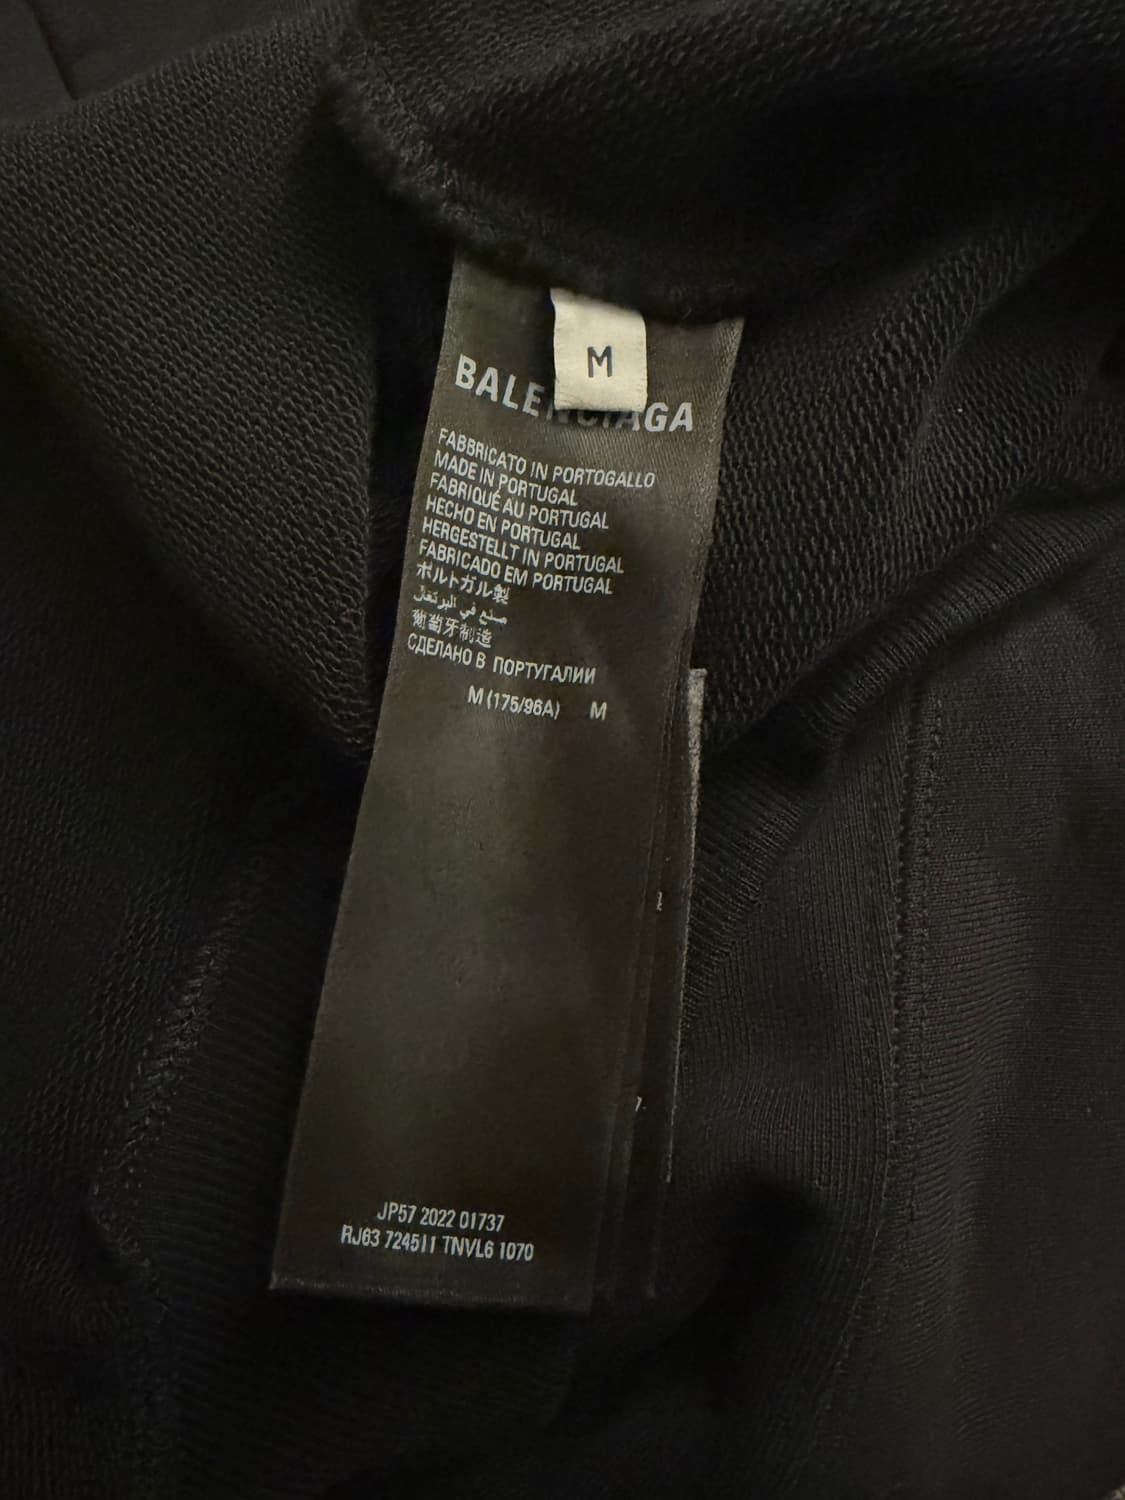 M
BALENCIAGA
FABBRICATO IN PORTOGALLO
MADE IN PORTUGAL
FABRIQUÉ AU PORTUGAL
HECHO EN PORTUGAL
HERGESTELLT IN PORTUGAL
FABRICADO EM PORTUGAL
ポルトガル製
صنع في البرتغال
葡萄牙制造
СДЕЛАНО В ПОРТУГАЛИИ
M (175/96A) M
JP57 2022 01737
RJ63 724511 TNVL6 1070